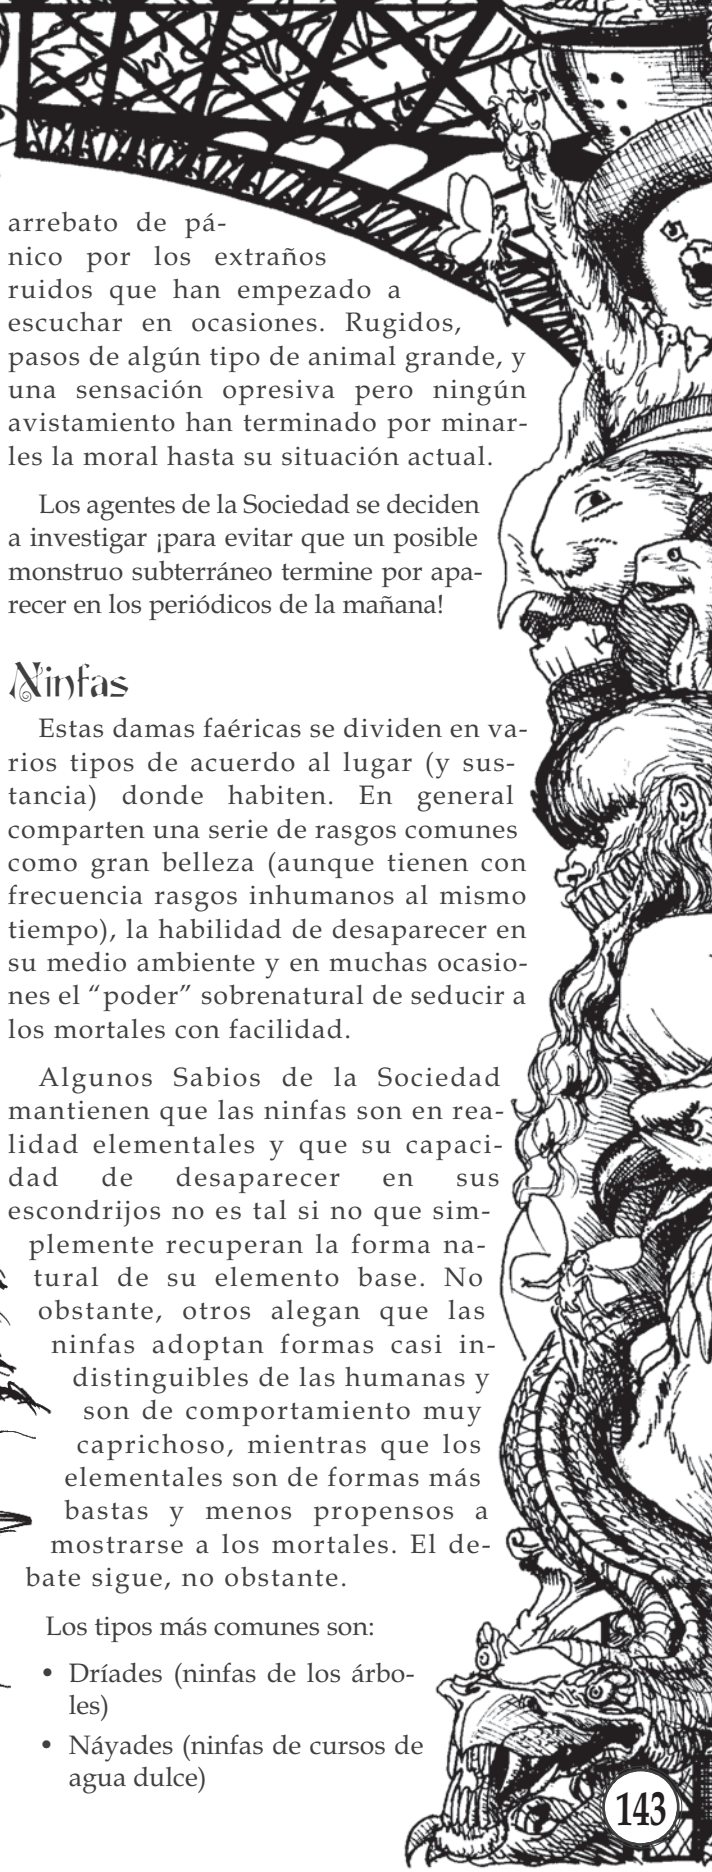 arrebato de pá-
nico por los extraños
ruidos que han empezado a
escuchar en ocasiones. Rugidos,
pasos de algún tipo de animal grande, y
una sensación opresiva pero ningún
avistamiento han terminado por minar-
les la moral hasta su situación actual.
Los agentes de la Sociedad se deciden
a investigar ¡para evitar que un posible
monstruo subterráneo termine por apa-
recer en los periódicos de la mañana!
Ninfas
Estas damas faéricas se dividen en va-
rios tipos de acuerdo al lugar (y sus-
tancia) donde habiten. En general
comparten una serie de rasgos comunes
como gran belleza (aunque tienen con
frecuencia rasgos inhumanos al mismo
tiempo), la habilidad de desaparecer en
su medio ambiente y en muchas ocasio-
nes el “poder” sobrenatural de seducir a
los mortales con facilidad.
Algunos Sabios de la Sociedad
mantienen que las ninfas son en rea-
lidad elementales y que su capaci-
dad de desaparecer en sus
escondrijos no es tal si no que sim-
plemente recuperan la forma na-
tural de su elemento base. No
obstante, otros alegan que las
ninfas adoptan formas casi in-
distinguibles de las humanas y
son de comportamiento muy
caprichoso, mientras que los
elementales son de formas más
bastas y menos propensos a
mostrarse a los mortales. El de-
bate sigue, no obstante.
Los tipos más comunes son:
• Dríades (ninfas de los árbo-
les)
• Náyades (ninfas de cursos de
agua dulce)
143